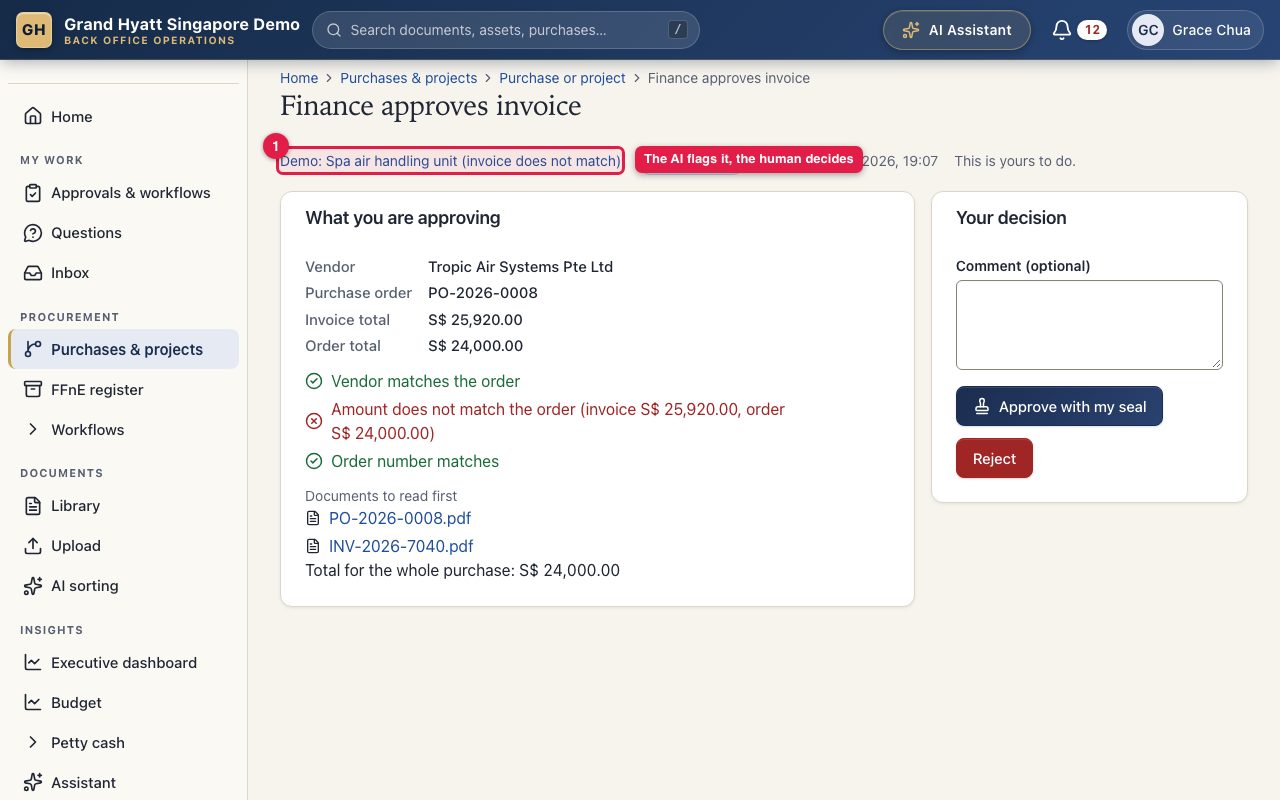 GH
Grand Hyatt Singapore Demo
BACK OFFICE OPERATIONS
Search documents, assets, purchases...
/
AI Assistant
12
GC
Grace Chua
Home
MY WORK
Approvals & workflows
Questions
Inbox
PROCUREMENT
Purchases & projects
FFnE register
Workflows
DOCUMENTS
Library
Upload
AI sorting
INSIGHTS
Executive dashboard
Budget
Petty cash
Assistant
Home > Purchases & projects > Purchase or project > Finance approves invoice
Finance approves invoice
1
Demo: Spa air handling unit (invoice does not match)
The AI flags it, the human decides
2026, 19:07
This is yours to do.
What you are approving
Vendor Tropic Air Systems Pte Ltd
Purchase order PO-2026-0008
Invoice total S$ 25,920.00
Order total S$ 24,000.00
Vendor matches the order
Amount does not match the order (invoice S$ 25,920.00, order
S$ 24,000.00)
Order number matches
Documents to read first
PO-2026-0008.pdf
INV-2026-7040.pdf
Total for the whole purchase: S$ 24,000.00
Your decision
Comment (optional)
Approve with my seal
Reject